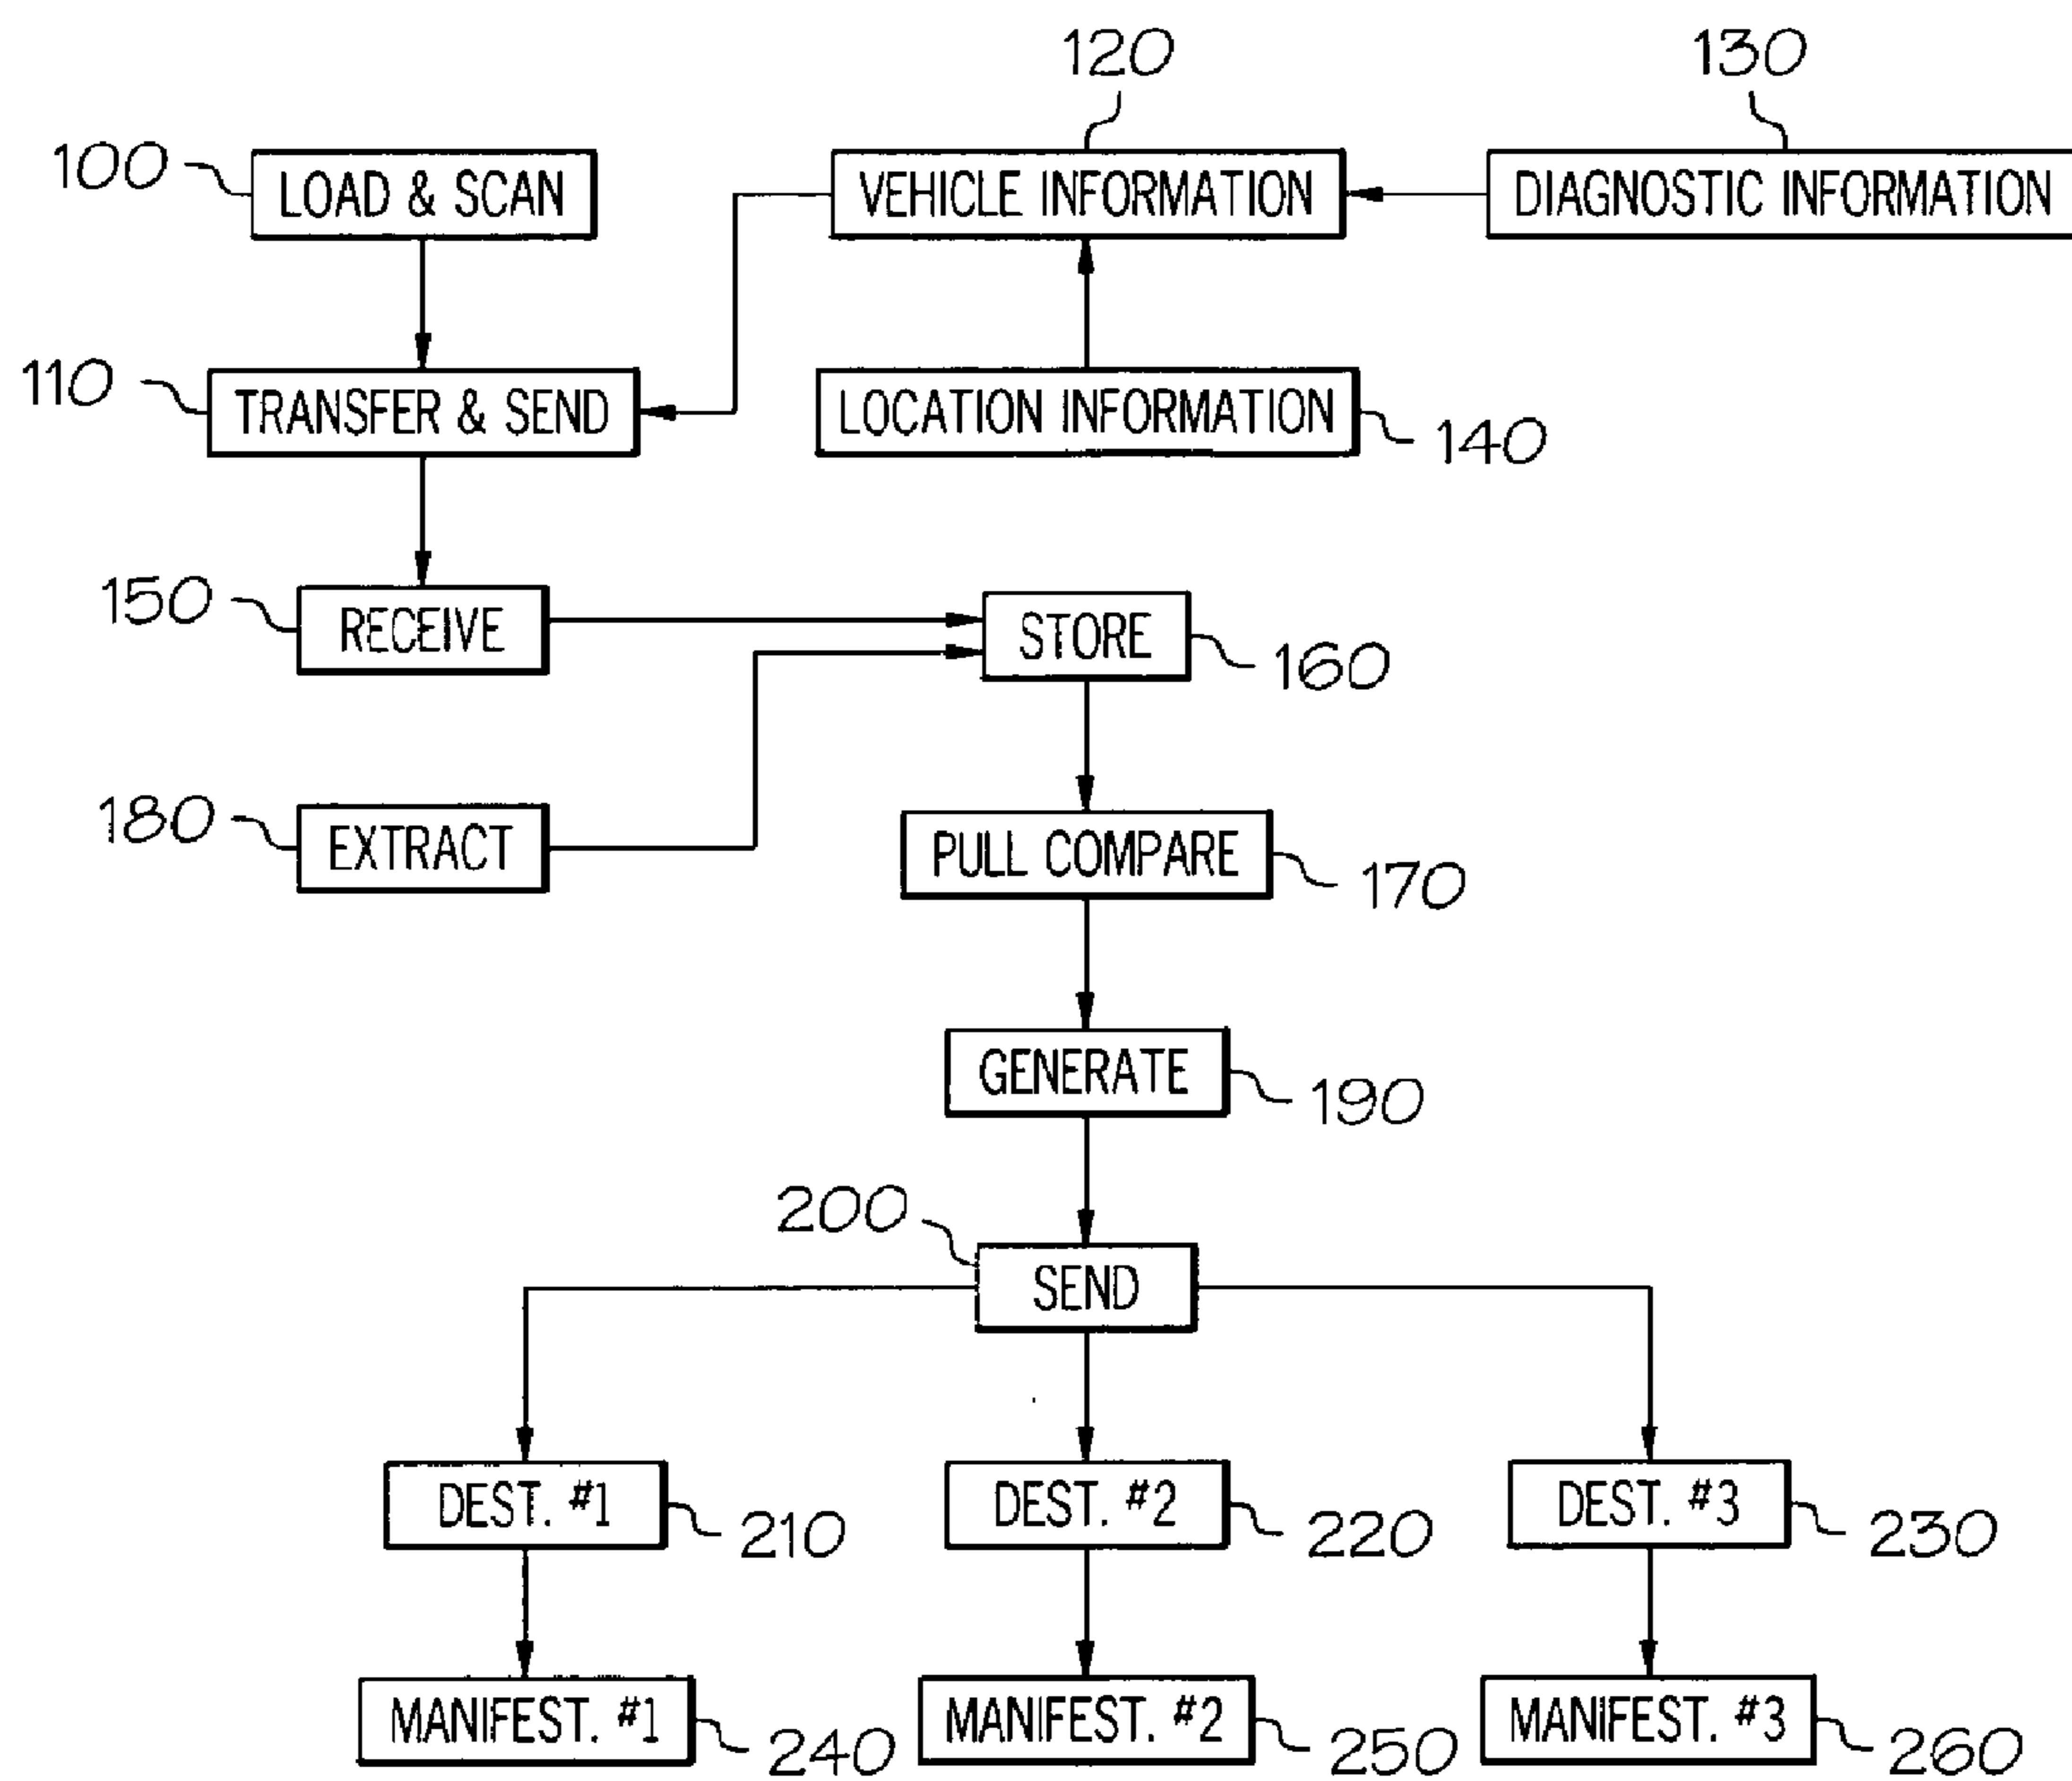 120
130
100
LOAD & SCAN
VEHICLE INFORMATION
DIAGNOSTIC INFORMATION
110
TRANSFER & SEND
LOCATION INFORMATION
140
150
RECEIVE
STORE
160
180
EXTRACT
PULL COMPARE
170
GENERATE
190
200
SEND
DEST. #1
210
DEST. #2
220
DEST. #3
230
MANIFEST. #1
240
MANIFEST. #2
250
MANIFEST. #3
260